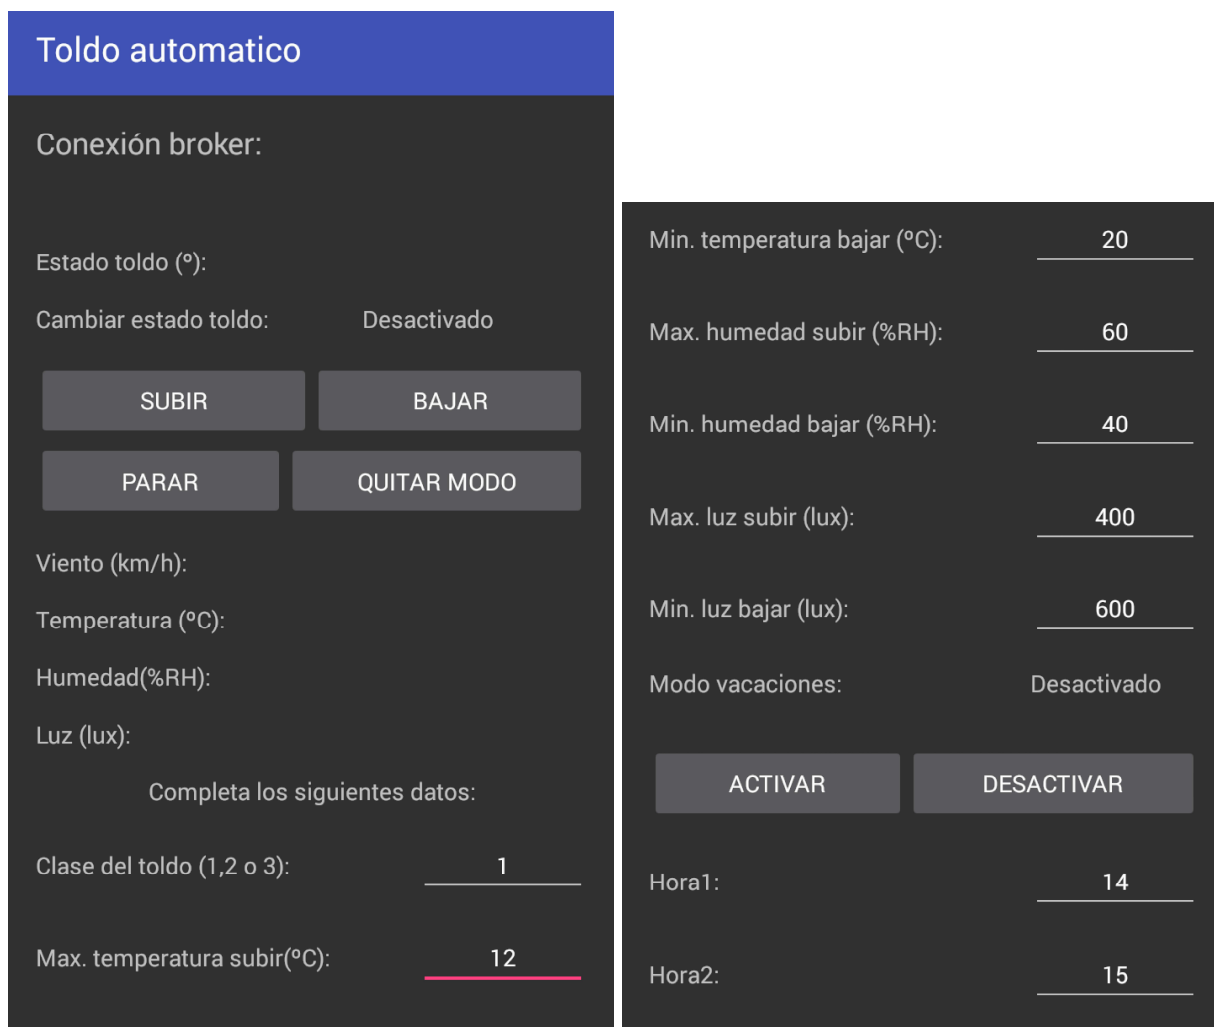 Toldo automatico
Conexión broker:
Estado toldo (º):
Cambiar estado toldo: Desactivado
SUBIR BAJAR
PARAR QUITAR MODO
Viento (km/h):
Temperatura (ºC):
Humedad(%RH):
Luz (lux):
Completa los siguientes datos:
Clase del toldo (1,2 o 3): 1
Max. temperatura subir(ºC): 12
Min. temperatura bajar (ºC): 20
Max. humedad subir (%RH): 60
Min. humedad bajar (%RH): 40
Max. luz subir (lux): 400
Min. luz bajar (lux): 600
Modo vacaciones: Desactivado
ACTIVAR DESACTIVAR
Hora1: 14
Hora2: 15